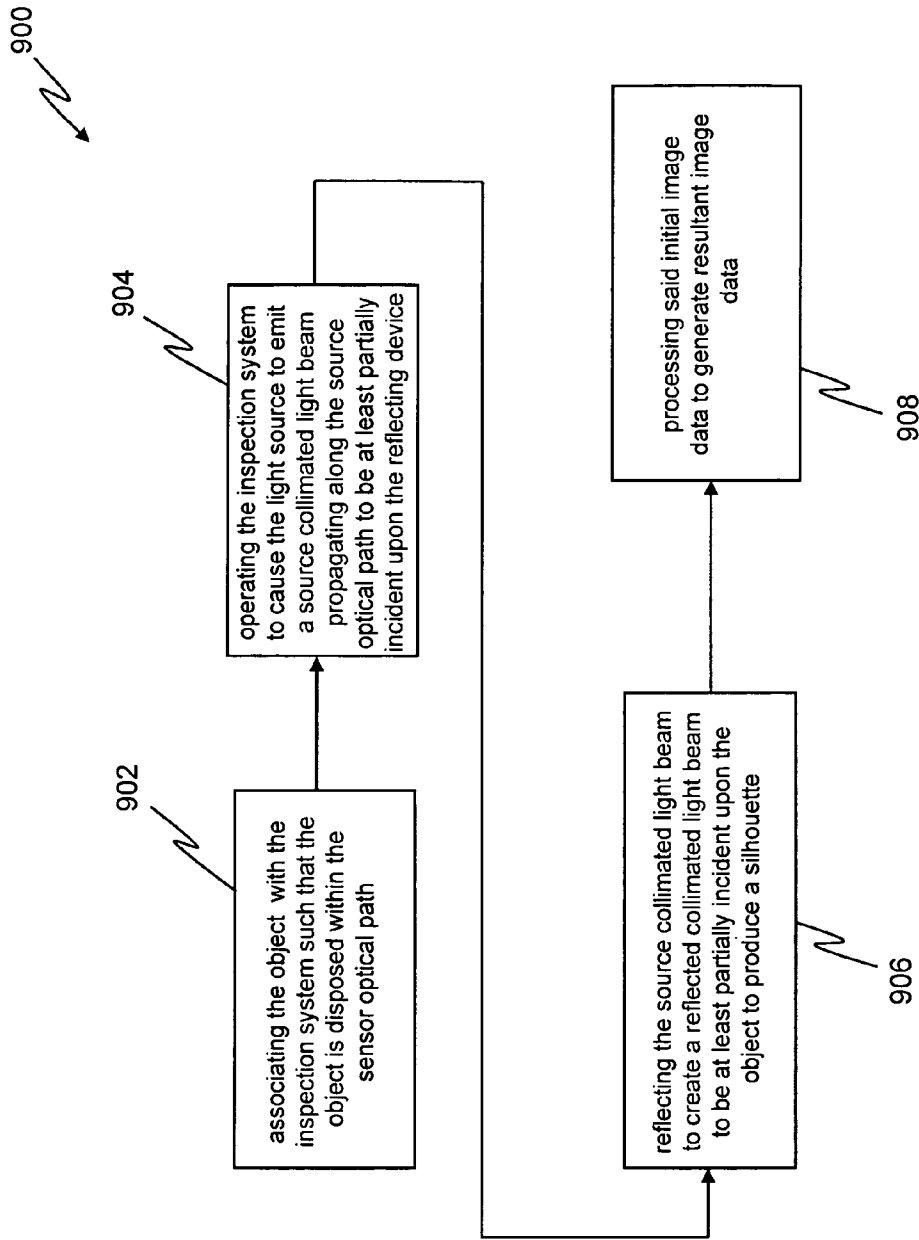 900
902
associating the object with the
inspection system such that the
object is disposed within the
sensor optical path
904
operating the inspection system
to cause the light source to emit
a source collimated light beam
propagating along the source
optical path to be at least partially
incident upon the reflecting device
906
reflecting the source collimated light beam
to create a reflected collimated light beam
to be at least partially incident upon the
object to produce a silhouette
908
processing said initial image
data to generate resultant image
data